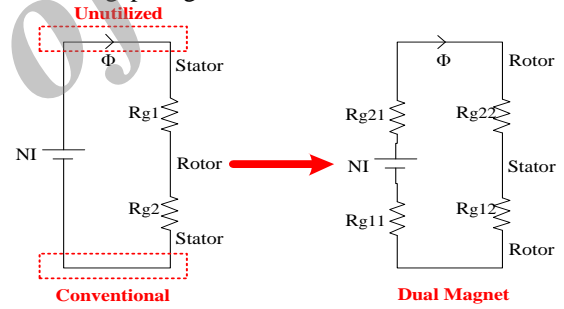 Unutilized
Φ
Stator
Rg1
NI
Rotor
Rg2
Stator
Conventional
Φ
Rotor
Rg21
Rg22
NI
Stator
Rg11
Rg12
Rotor
Dual Magnet